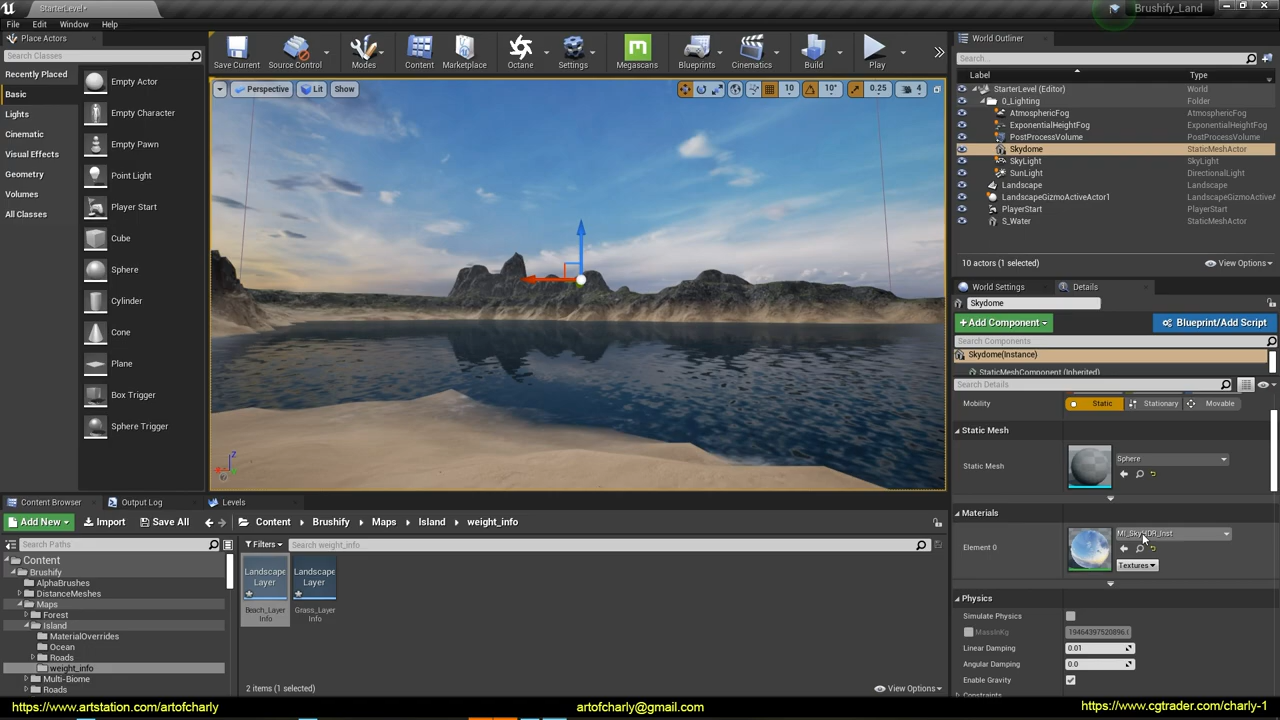 StarterLevel*
Brushify_Land
File Edit Window Help
Place Actors
Search Classes
Recently Placed
Basic
Lights
Cinematic
Visual Effects
Geometry
Volumes
All Classes
Empty Actor
Empty Character
Empty Pawn
Point Light
Player Start
Cube
Sphere
Cylinder
Cone
Plane
Box Trigger
Sphere Trigger
Save Current Source Control Modes Content Marketplace Octane Settings Megascans Blueprints Cinematics Build Play
Perspective Lit Show 10 10° 0.25 4
World Outliner
Search...
Label Type
StarterLevel (Editor) World
0_Lighting Folder
AtmosphericFog AtmosphericFog
ExponentialHeightFog ExponentialHeightFog
PostProcessVolume PostProcessVolume
Skydome StaticMeshActor
SkyLight SkyLight
SunLight DirectionalLight
Landscape Landscape
LandscapeGizmoActiveActor1 LandscapeGizmoActiveA
PlayerStart PlayerStart
S_Water StaticMeshActor
10 actors (1 selected) View Options
World Settings Details
Skydome
+Add Component Blueprint/Add Script
Search Components
Skydome(Instance)
StaticMeshComponent (Inherited)
Search Details
Mobility Static Stationary Movable
Static Mesh
Static Mesh Sphere
Materials
Element 0 MI_SkyHDR_Inst
Textures
Physics
Simulate Physics
MassInKg 19464397520896.0
Linear Damping 0.01
Angular Damping 0.0
Enable Gravity
Constraints
Content Browser Output Log Levels
Add New Import Save All Content Brushify Maps Island weight_info
Search Paths Filters Search weight_info
Content
Brushify
AlphaBrushes
DistanceMeshes
Maps
Forest
Island
MaterialOverrides
Ocean
Roads
weight_info
Multi-Biome
Roads
Landscape Layer
Beach_Layer Info
Landscape Layer
Grass_Layer Info
2 items (1 selected) View Options
https://www.artstation.com/artofcharly artofcharly@gmail.com https://www.cgtrader.com/charly-1